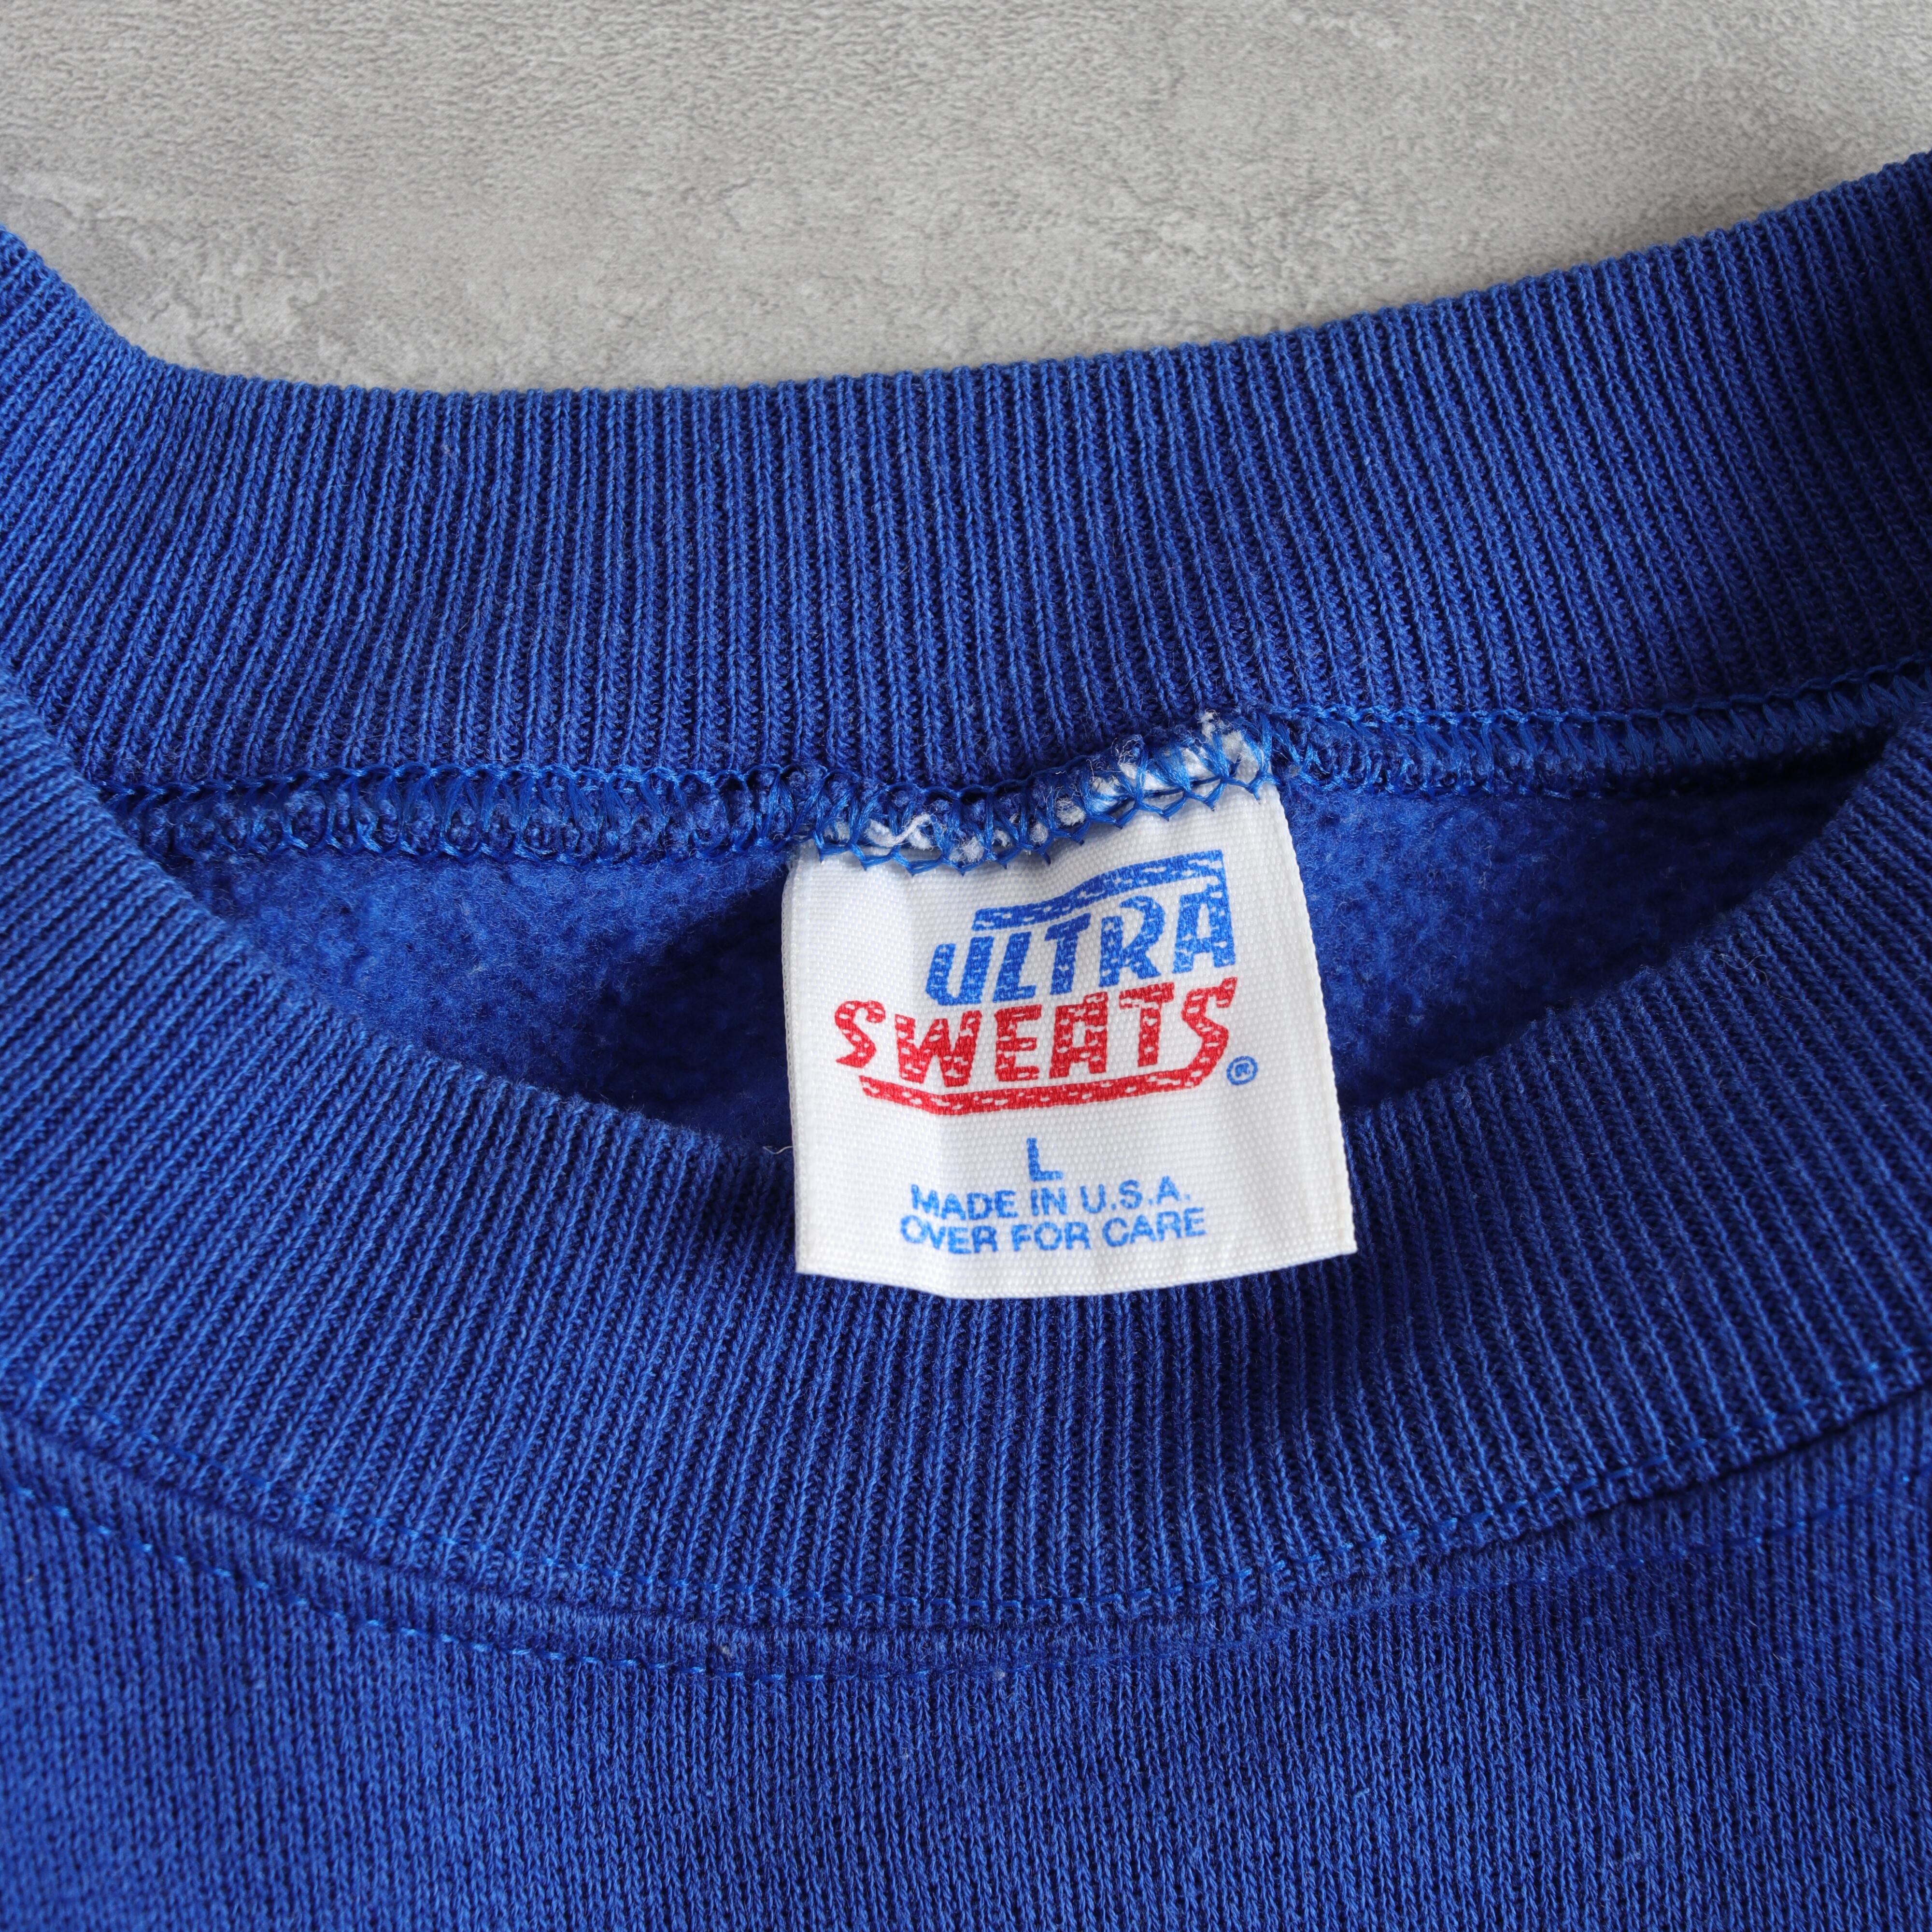 ULTRA
SWEATS®
L
MADE IN U.S.A.
OVER FOR CARE